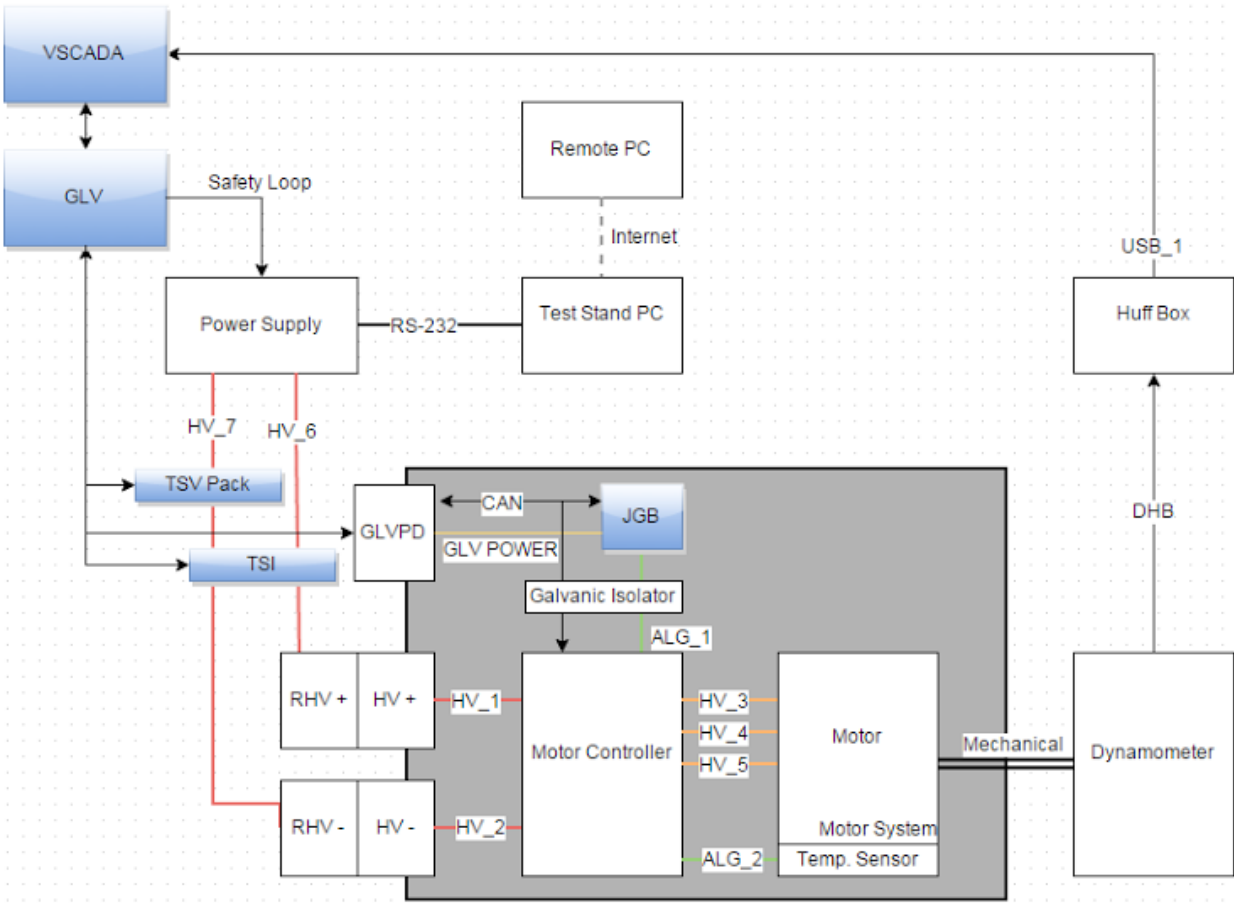 VSCADA
Remote PC
GLV
Safety Loop
Internet
USB_1
Power Supply
RS-232
Test Stand PC
Huff Box
HV_7
HV_6
TSV Pack
CAN
JGB
DHB
GLVPD
GLV POWER
TSI
Galvanic Isolator
ALG_1
RHV +
HV +
HV_1
HV_3
Motor Controller
HV_4
Motor
Mechanical
Dynamometer
HV_5
RHV -
HV -
HV_2
Motor System
ALG_2
Temp. Sensor